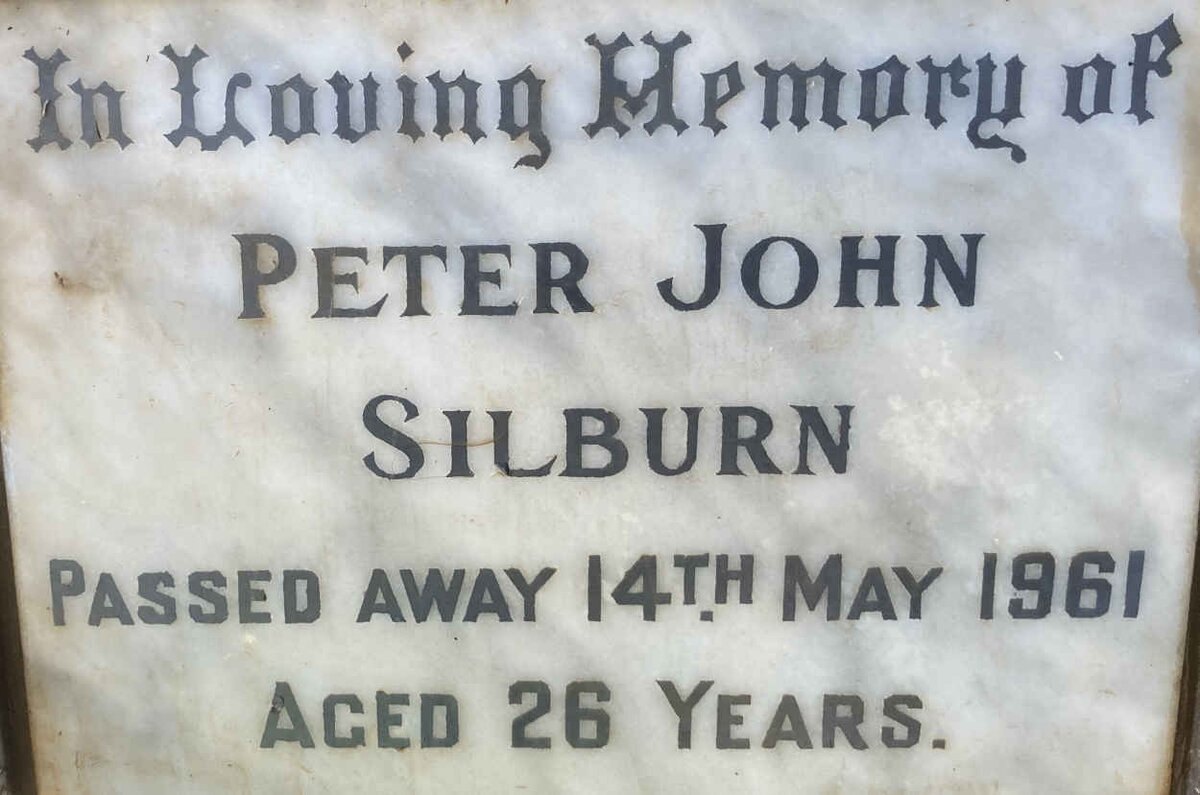 In Loving Memory of
PETER JOHN
SILBURN
PASSED AWAY 14TH MAY 1961
AGED 26 YEARS.